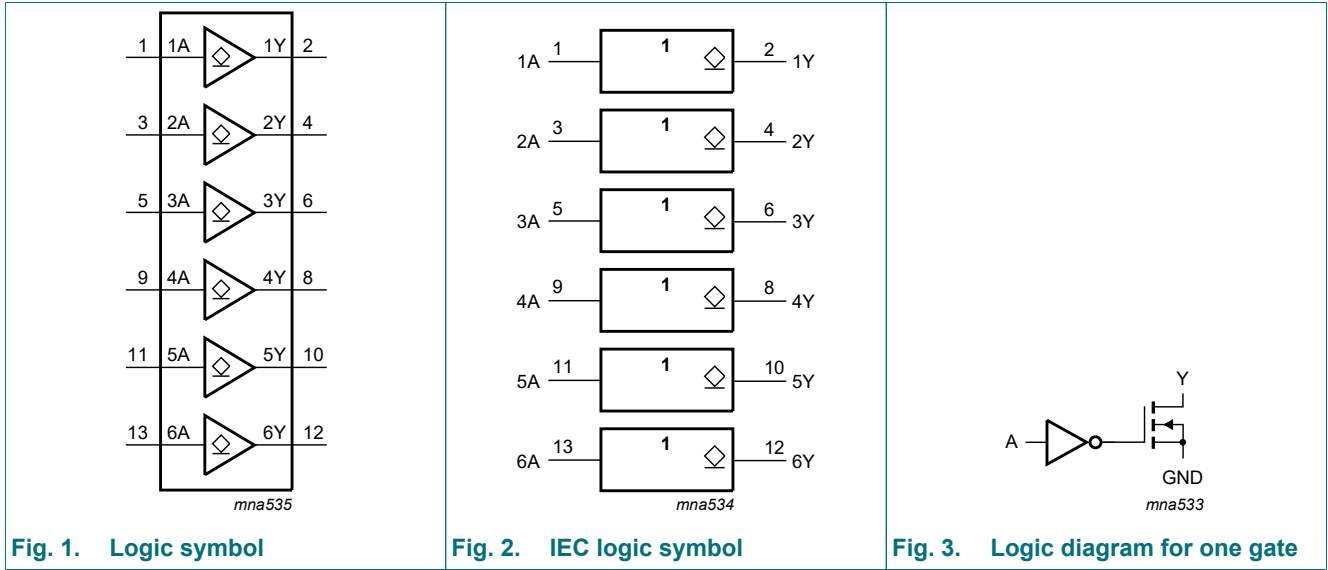 1 1A 1Y 2
3 2A 2Y 4
5 3A 3Y 6
9 4A 4Y 8
11 5A 5Y 10
13 6A 6Y 12
mna535
Fig. 1. Logic symbol
1A 1 1 2 1Y
2A 3 1 4 2Y
3A 5 1 6 3Y
4A 9 1 8 4Y
5A 11 1 10 5Y
6A 13 1 12 6Y
mna534
Fig. 2. IEC logic symbol
Y
A
GND
mna533
Fig. 3. Logic diagram for one gate